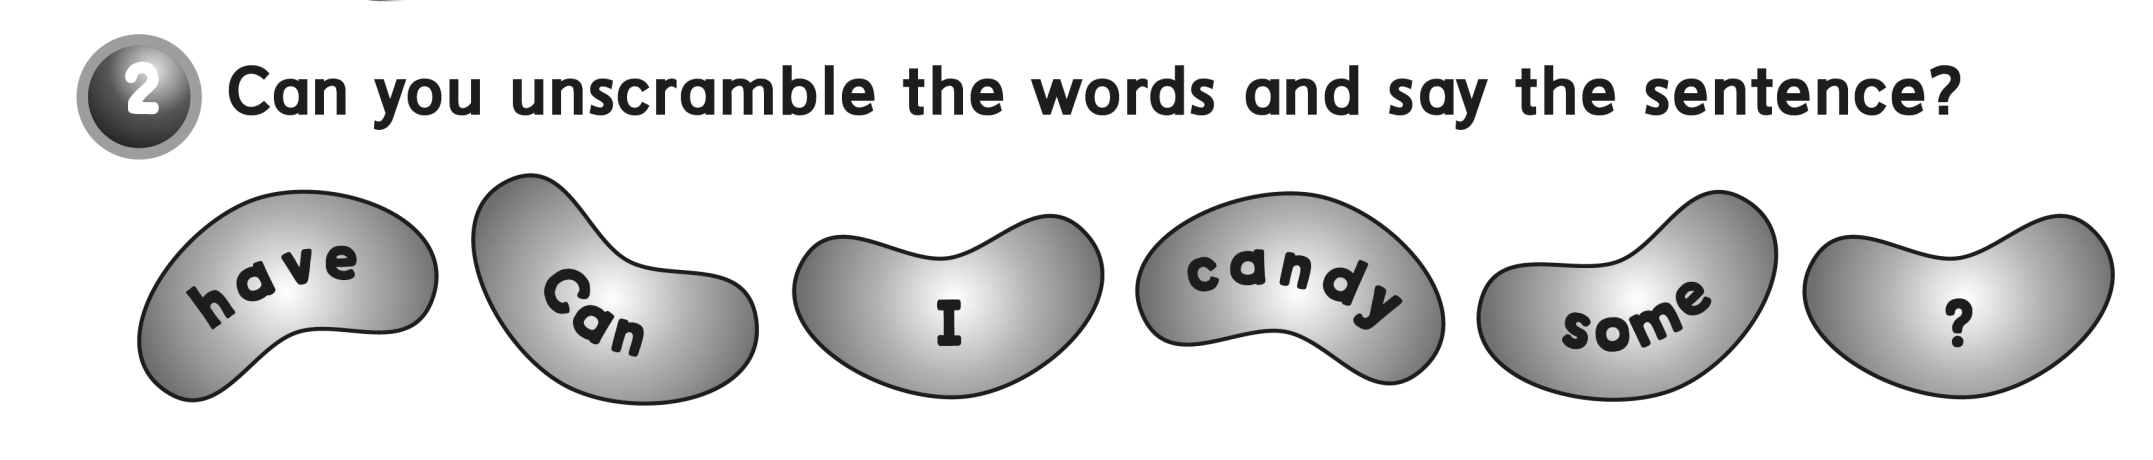 2 Can you unscramble the words and say the sentence?
have Can I candy some ?